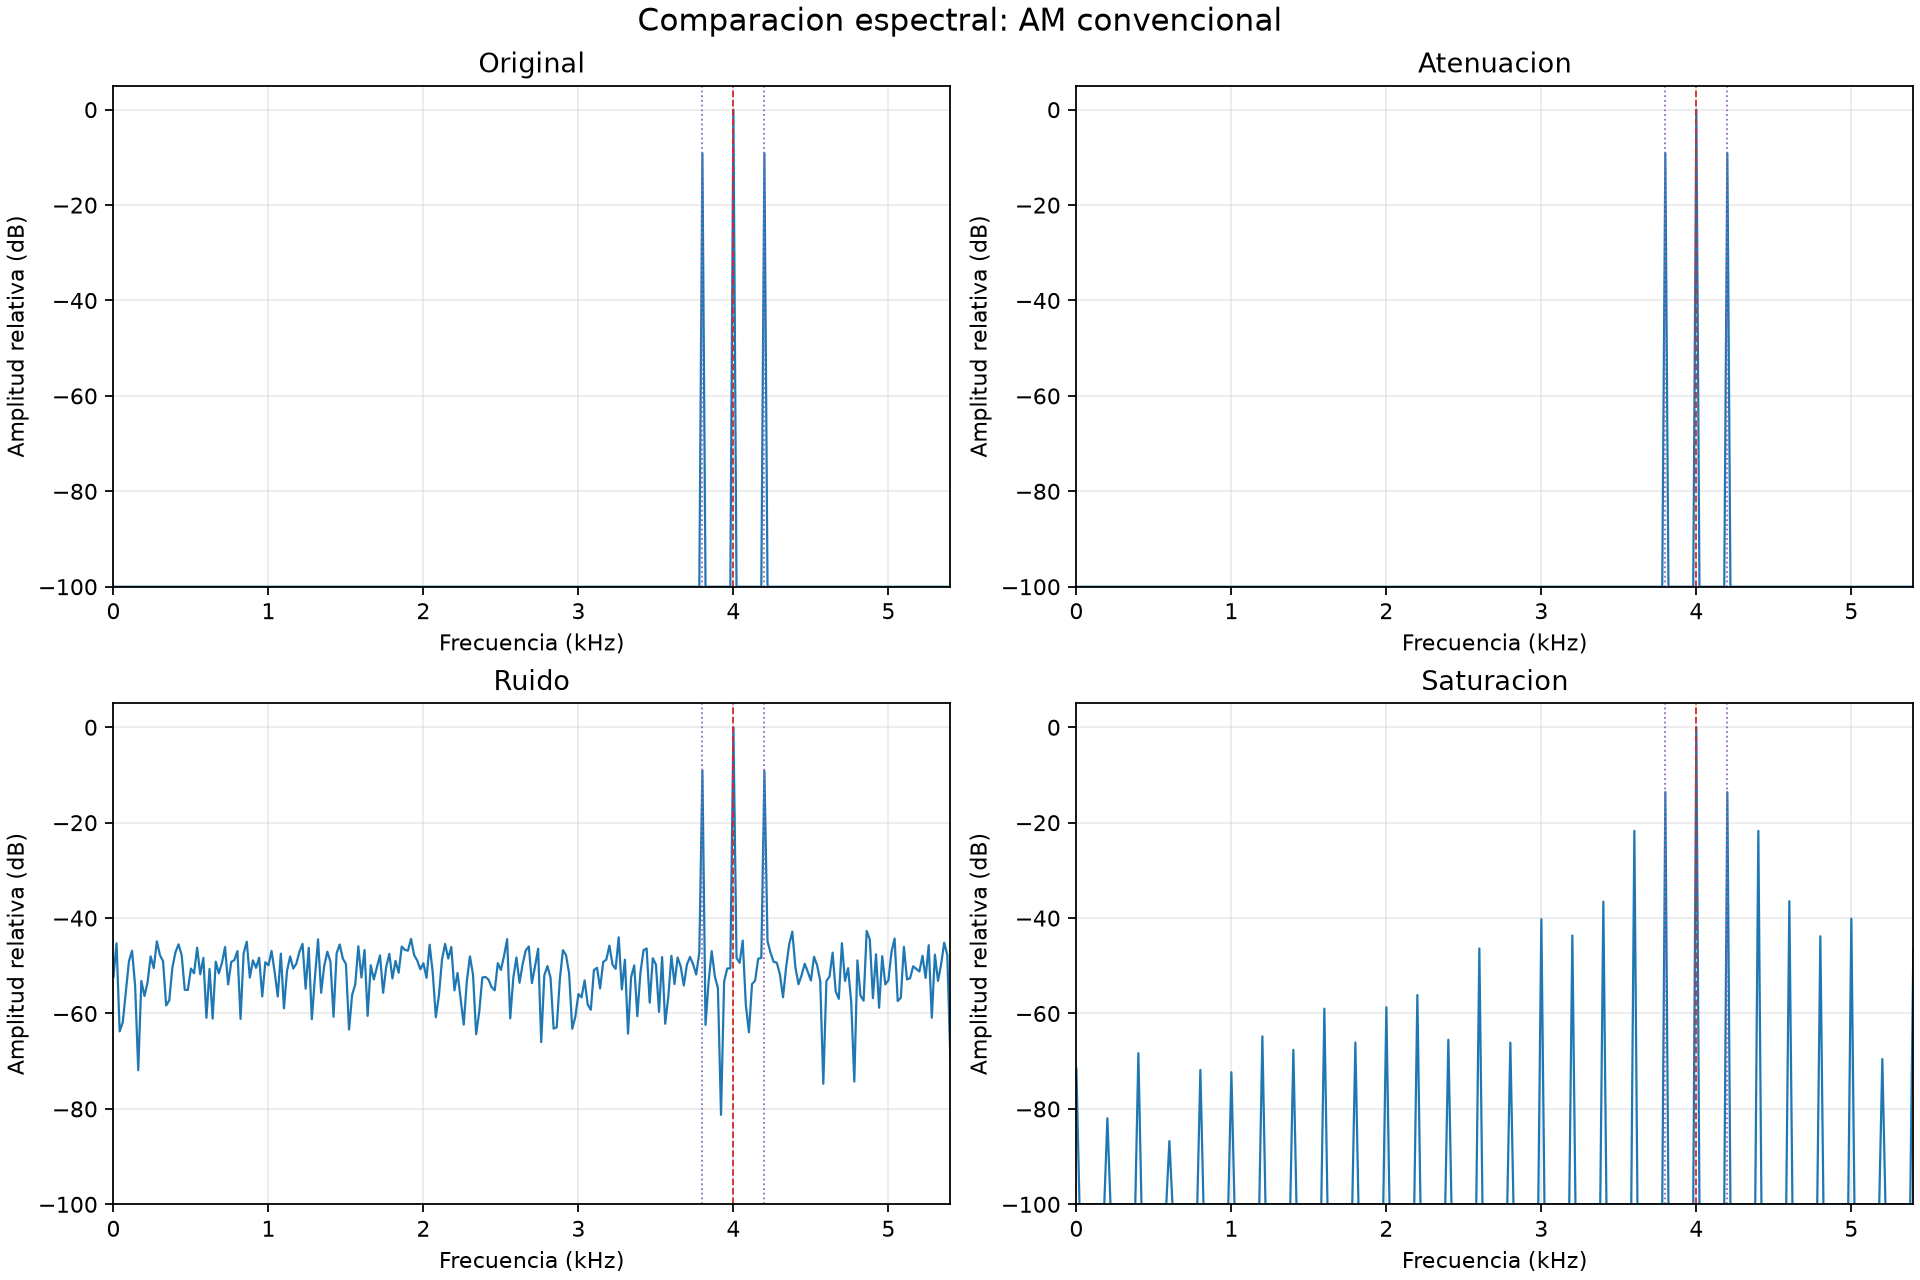 Comparacion espectral: AM convencional
Original
Amplitud relativa (dB)
0
−20
−40
−60
−80
−100
0 1 2 3 4 5
Frecuencia (kHz)
Atenuacion
Amplitud relativa (dB)
0
−20
−40
−60
−80
−100
0 1 2 3 4 5
Frecuencia (kHz)
Ruido
Amplitud relativa (dB)
0
−20
−40
−60
−80
−100
0 1 2 3 4 5
Frecuencia (kHz)
Saturacion
Amplitud relativa (dB)
0
−20
−40
−60
−80
−100
0 1 2 3 4 5
Frecuencia (kHz)